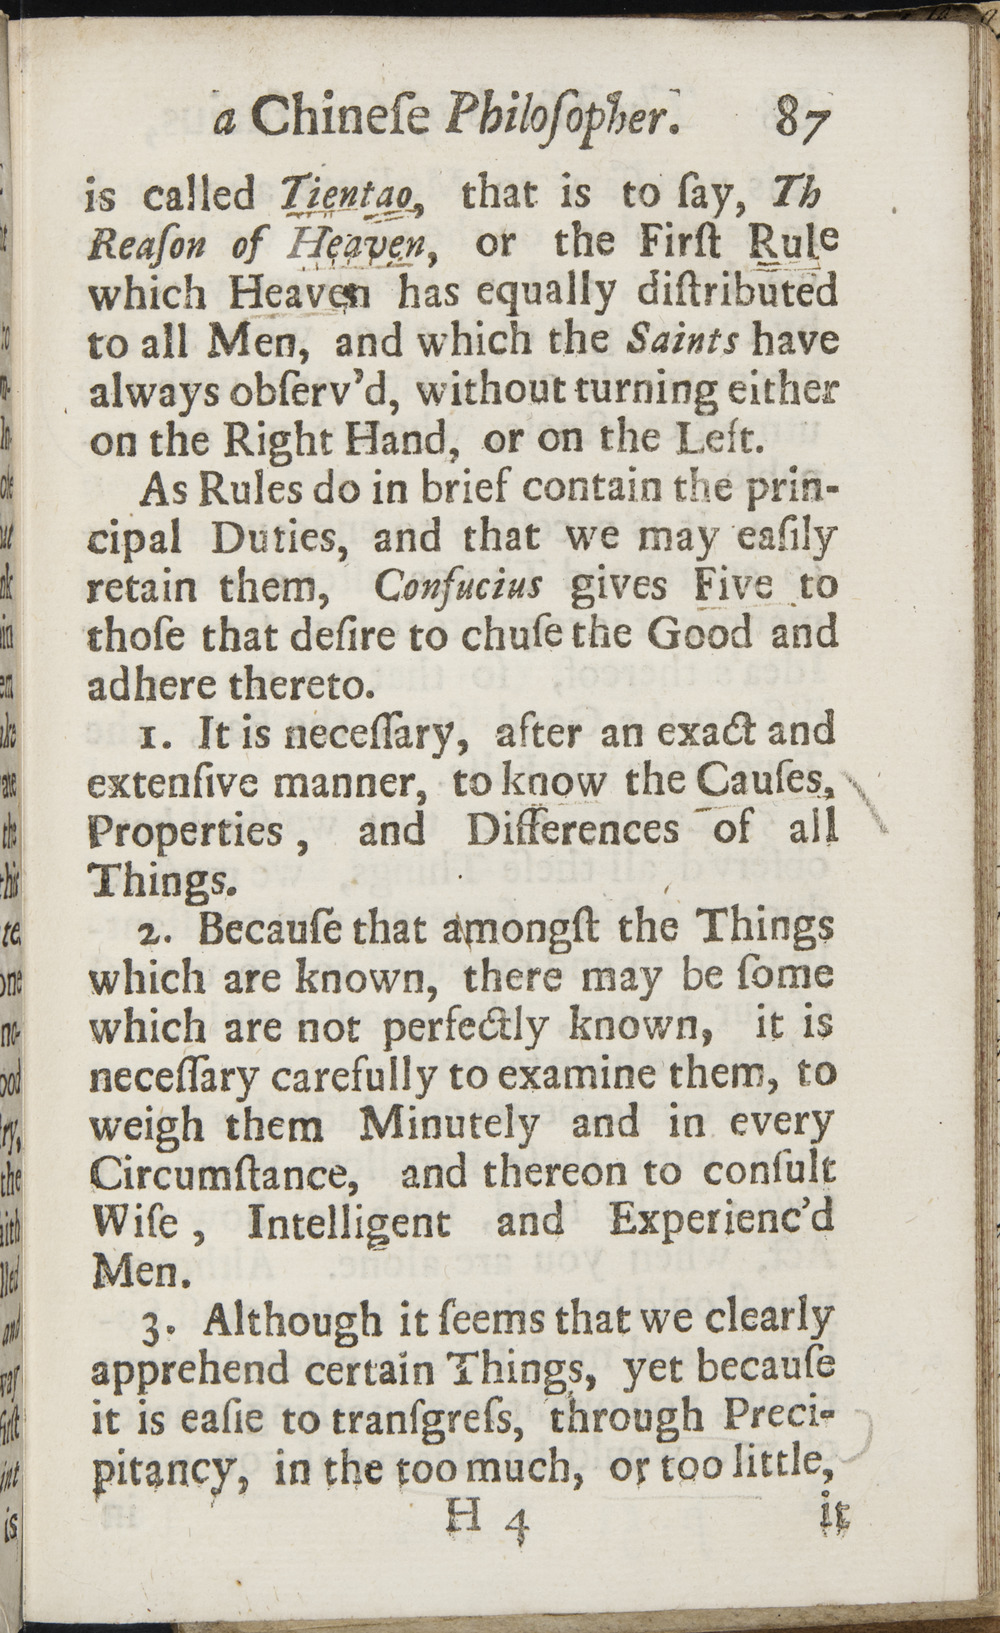 a Chineſe Philoſopher. 87
is called Tientao, that is to ſay, Th
Reaſon of Heaven, or the Firſt Rule
which Heaven has equally diſtributed
to all Men, and which the Saints have
always obſerv'd, without turning either
on the Right Hand, or on the Left.
As Rules do in brief contain the prin-
cipal Duties, and that we may eaſily
retain them, Confucius gives Five to
thoſe that deſire to chuſe the Good and
adhere thereto.
1. It is neceſſary, after an exact and
extenſive manner, to know the Cauſes,
Properties, and Differences of all
Things.
2. Becauſe that amongſt the Things
which are known, there may be ſome
which are not perfectly known, it is
neceſſary carefully to examine them, to
weigh them Minutely and in every
Circumſtance, and thereon to conſult
Wiſe, Intelligent and Experienc'd
Men.
3. Although it ſeems that we clearly
apprehend certain Things, yet becauſe
it is eaſie to tranſgreſs, through Preci-
pitancy, in the too much, or too little,
H 4 it